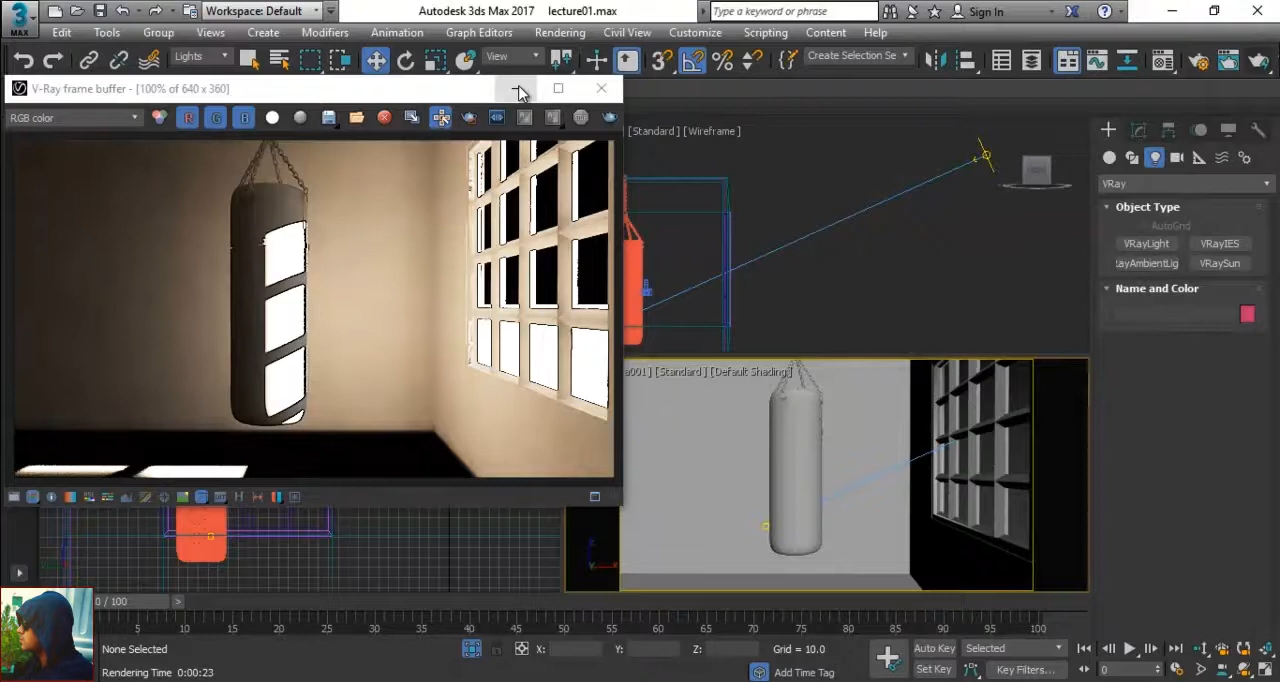 3
MAX
Workspace: Default
Autodesk 3ds Max 2017 lecture01.max
Type a keyword or phrase
Sign In
Edit Tools Group Views Create Modifiers Animation Graph Editors Rendering Civil View Customize Scripting Content Help
Lights
View
3
Create Selection Se
V-Ray frame buffer - [100% of 640 x 360]
RGB color
R G B
[Standard ] [Wireframe ]
VRay
Object Type
AutoGrid
VRayLight VRayIES
RayAmbientLig VRaySun
Name and Color
a001 ] [Standard ] [Default Shading ]
0 / 100
5 10 15 20 25 30 35 40 45 50 55 60 65 70 75 80 85 90 95 100
None Selected
X: Y: Z: Grid = 10.0
Auto Key Selected
Rendering Time 0:00:23
Add Time Tag
Set Key Key Filters...
0